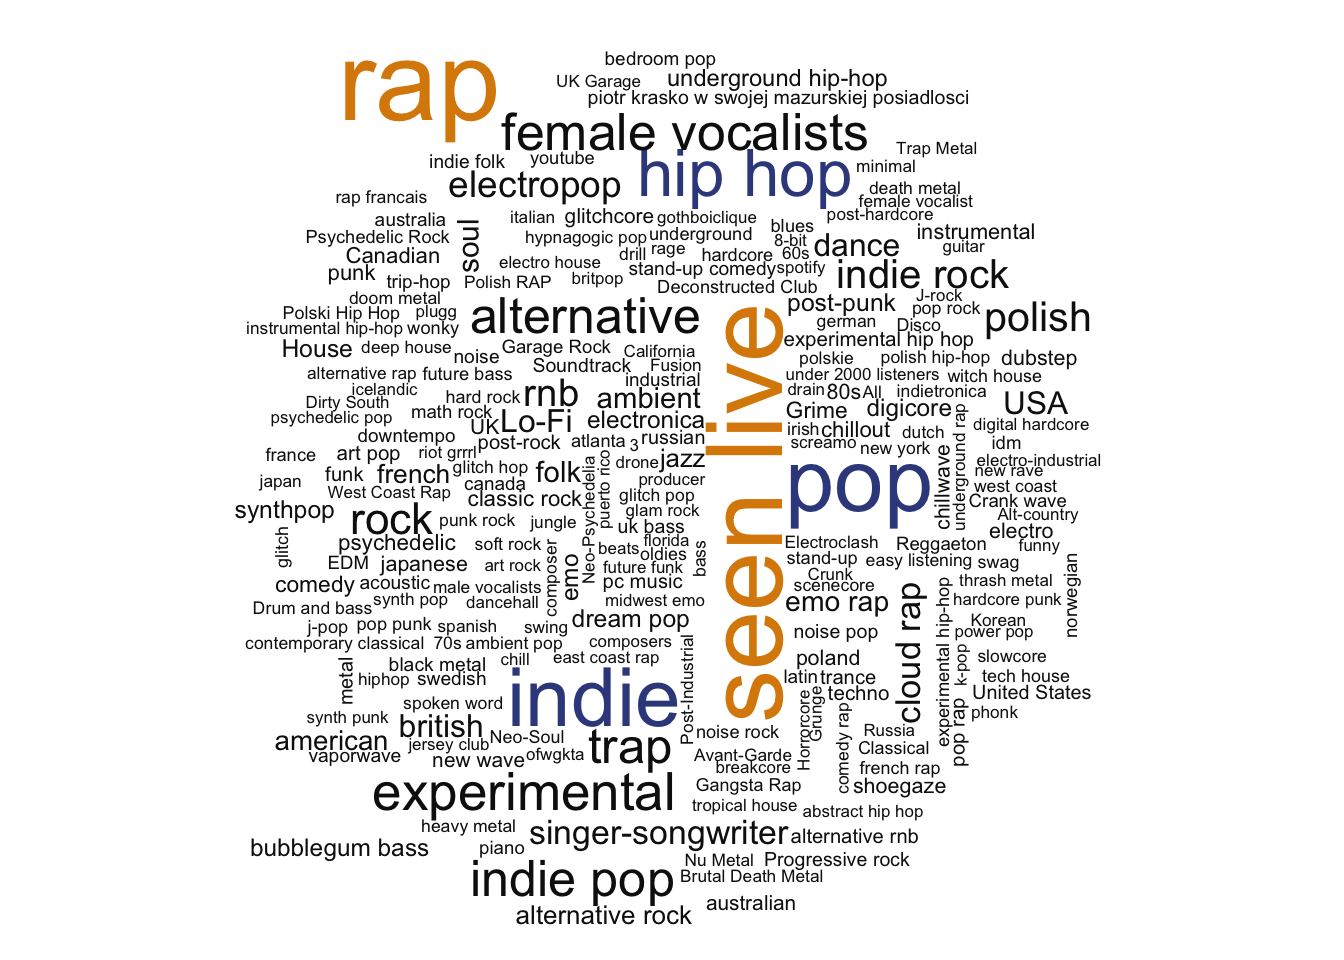 rap
bedroom pop
UK Garage
underground hip-hop
piotr krasko w swojej mazurskiej posiadlosci
female vocalists
Trap Metal
indie folk
youtube
hip hop
minimal
electropop
death metal
rap francais
female vocalist
australia
soul
italian
glitchcore
gothboiclique
post-hardcore
blues
instrumental
Psychedelic Rock
hypnagogic pop
underground
8-bit
dance
guitar
Canadian
drill
rage
hardcore
60s
punk
trip-hop
electro house
stand-up comedy
spotify
indie rock
Polish RAP
britpop
Deconstructed Club
doom metal
alternative
seen live
post-punk
J-rock
pop rock
polish
Polski Hip Hop
plugg
german
Disco
instrumental hip-hop
wonky
experimental hip hop
House
deep house
noise
Garage Rock
California
polskie
polish hip-hop
dubstep
Soundtrack
Fusion
alternative rap
future bass
industrial
under 2000 listeners
witch house
icelandic
hard rock
rnb
ambient
drain
80s
All
indietronica
USA
Dirty South
math rock
Grime
digicore
psychedelic pop
UK
Lo-Fi
electronica
irish
chillout
dutch
underground rap
digital hardcore
downtempo
post-rock
atlanta
3
russian
screamo
new york
idm
france
art pop
riot grrrl
jazz
pop
chillwave
electro-industrial
japan
funk
french
glitch hop
folk
Neo-Psychedelia
puerto rico
drone
producer
new rave
canada
west coast
West Coast Rap
classic rock
glitch pop
Crank wave
synthpop
rock
punk rock
jungle
glam rock
Alt-country
uk bass
electro
glitch
psychedelic
soft rock
composer
emo
beats
florida
oldies
bass
Electroclash
Reggaeton
funny
EDM
japanese
art rock
future funk
stand-up
easy listening
swag
norwegian
comedy
acoustic
male vocalists
pc music
Crunk
scenecore
thrash metal
Drum and bass
synth pop
dancehall
midwest emo
emo rap
cloud rap
experimental hip-hop
hardcore punk
j-pop
pop punk
spanish
swing
dream pop
noise pop
Korean
power pop
contemporary classical
70s
ambient pop
composers
Post-Industrial
k-pop
metal
black metal
chill
east coast rap
poland
slowcore
hiphop
swedish
indie
latin
trance
tech house
techno
United States
spoken word
Horrorcore
Grunge
comedy rap
pop rap
phonk
synth punk
british
noise rock
Russia
american
jersey club
Neo-Soul
trap
Classical
vaporwave
new wave
ofwgkta
Avant-Garde
breakcore
french rap
experimental
Gangsta Rap
shoegaze
tropical house
abstract hip hop
heavy metal
singer-songwriter
alternative rnb
bubblegum bass
piano
Nu Metal
Progressive rock
indie pop
Brutal Death Metal
alternative rock
australian